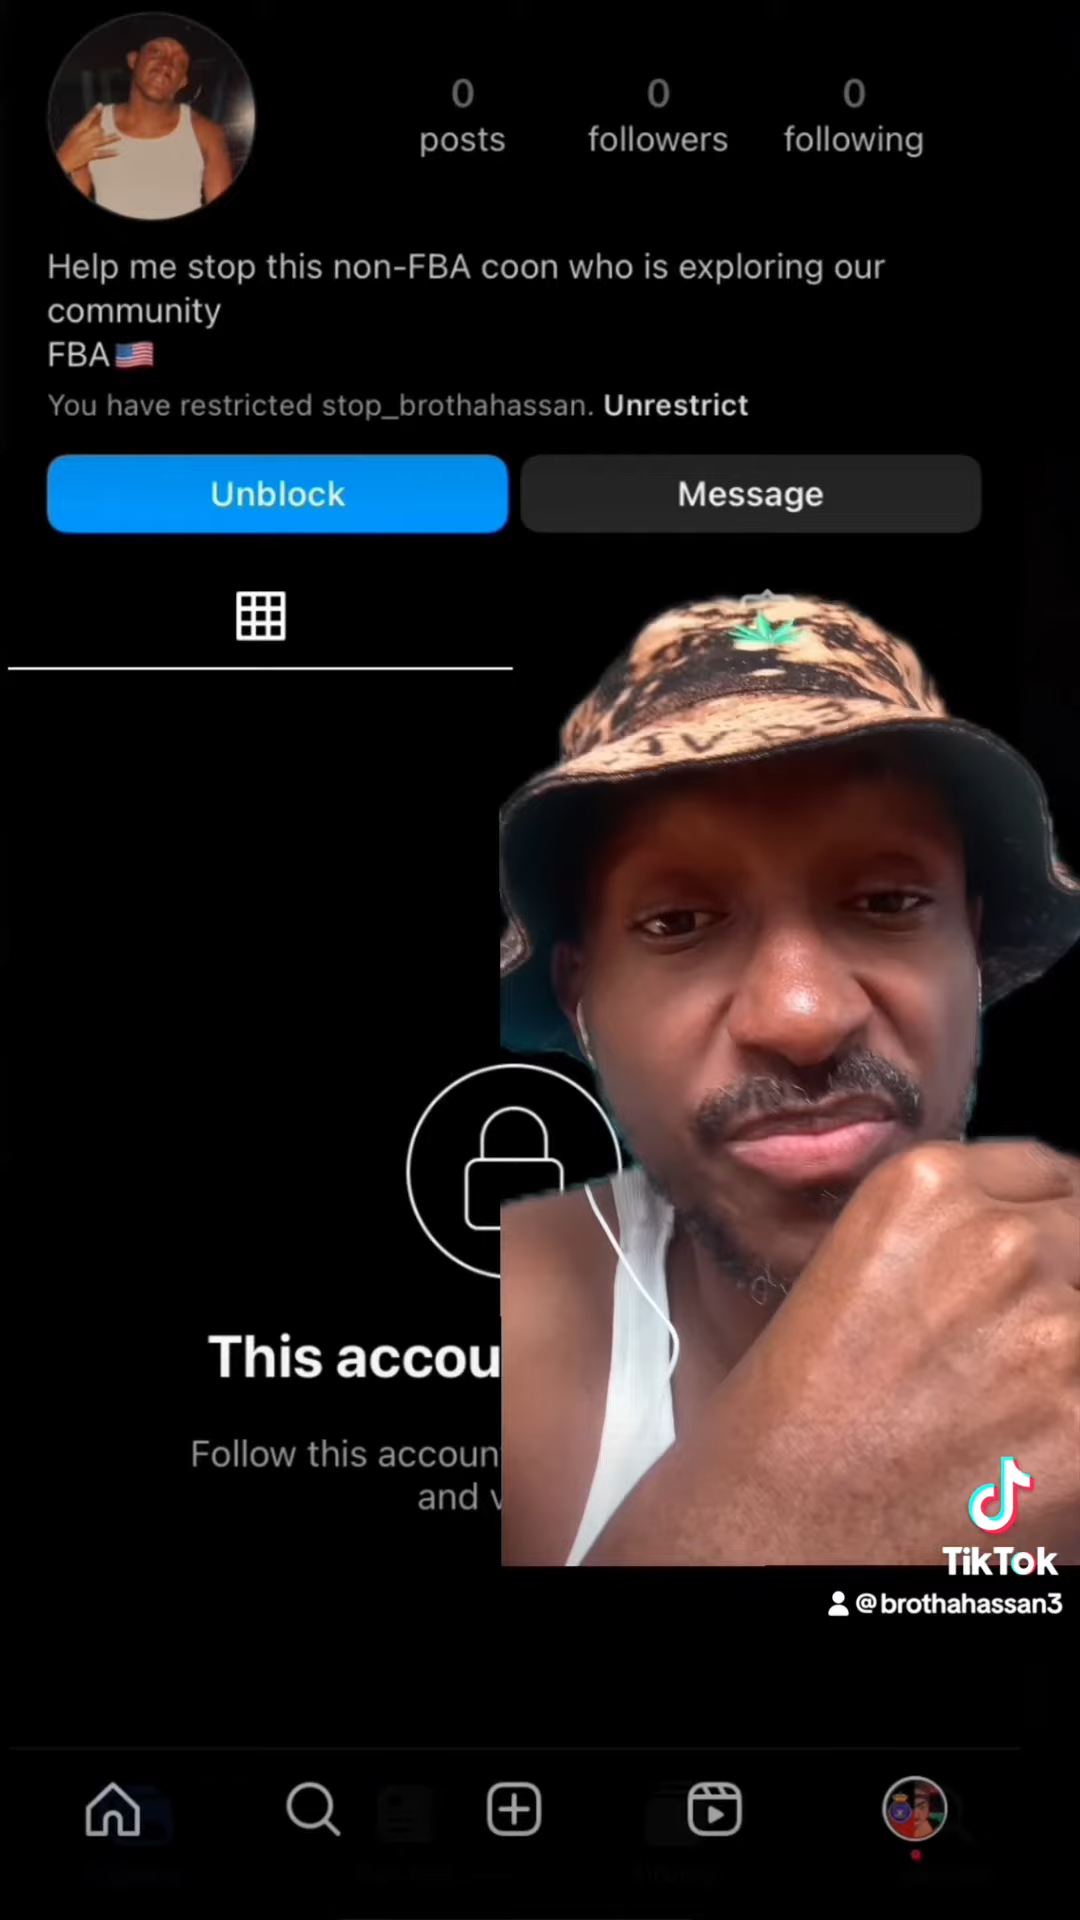 0 0 0
posts followers following
Help me stop this non-FBA coon who is exploring our
community
FBA🇺🇸
You have restricted stop_brothahassan. Unrestrict
Unblock Message
This accou
Follow this accoun
and v
TikTok
@brothahassan3